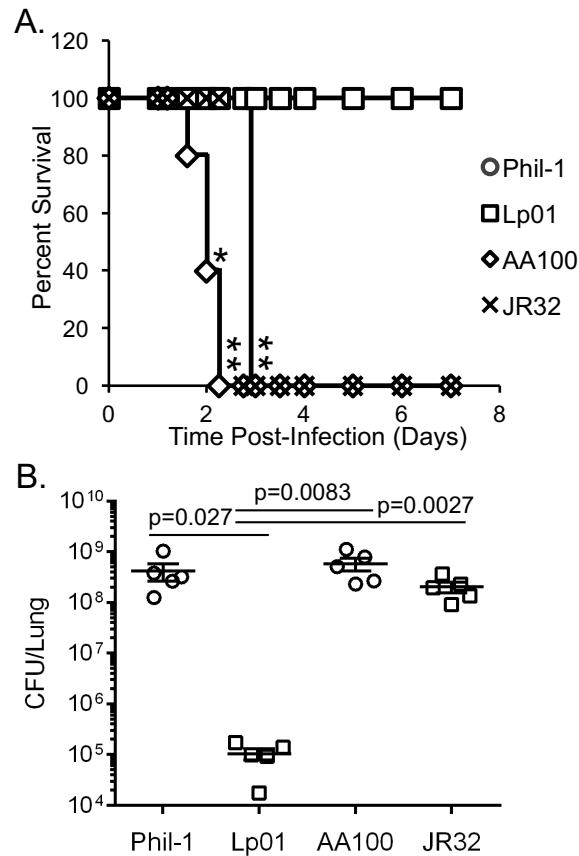 A.
120
100
80
60
40
20
0
Percent Survival
*
**
**
0 2 4 6 8
Time Post-Infection (Days)
Phil-1
Lp01
AA100
JR32
B.
10^10
10^9
10^8
10^7
10^6
10^5
10^4
CFU/Lung
p=0.0083
p=0.027
p=0.0027
Phil-1 Lp01 AA100 JR32